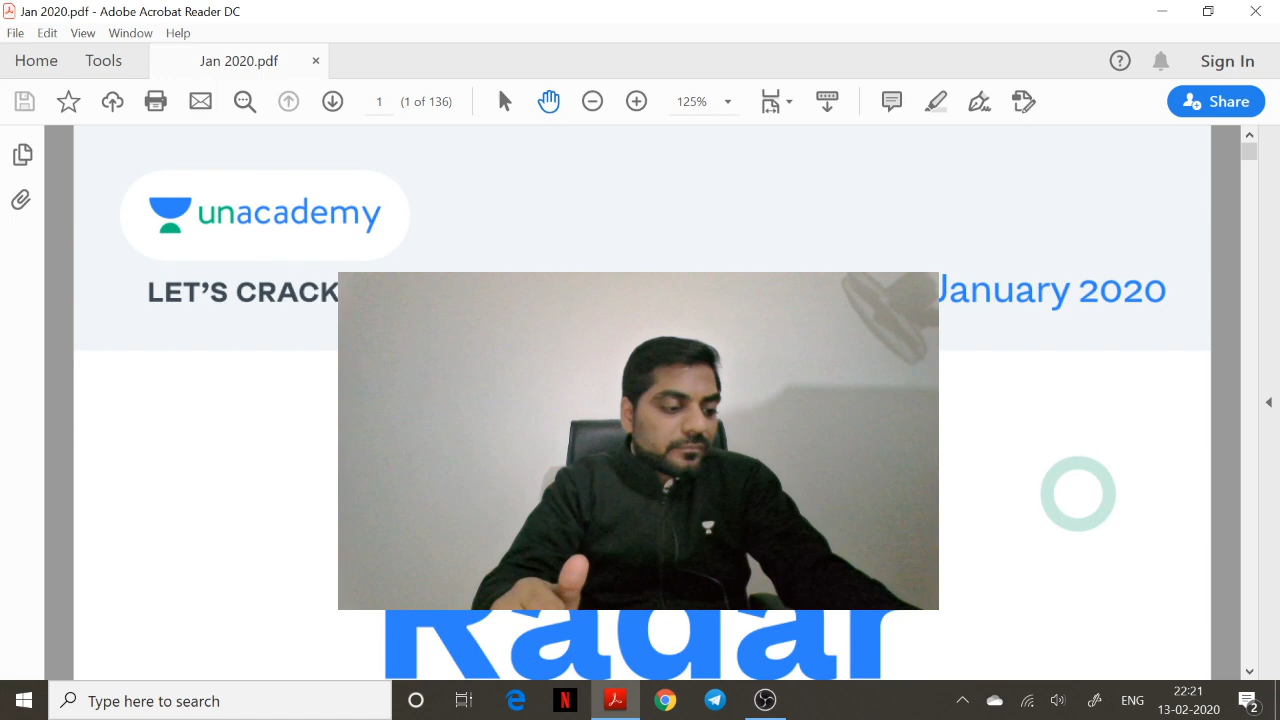 Jan 2020.pdf - Adobe Acrobat Reader DC
File Edit View Window Help
Home Tools Jan 2020.pdf × Sign In
1 (1 of 136) 125% Share
unacademy
LET'S CRACK January 2020
Radar
Type here to search
ENG 22:21
13-02-2020 2